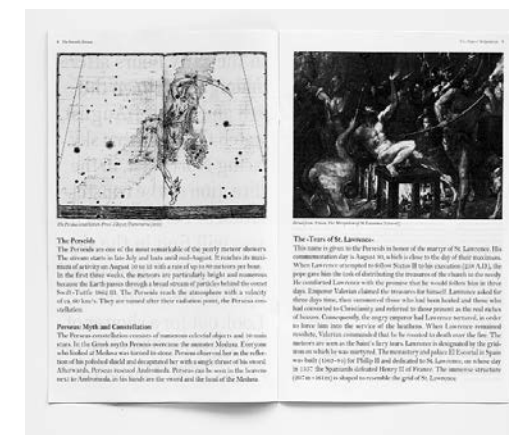 The Perseids
The Perseids are one of the most remarkable of the yearly meteor showers.
The stream starts in late July and lasts until mid-August. It reaches its maxi-
mum of activity on August 10 to 13 with a rate of up to 80 meteors per hour.
In the first three weeks, the meteors are particularly bright and numerous
because the Earth passes through a broad stream of particles behind the comet
Swift-Tuttle 1862 III. The Perseids reach the atmosphere with a velocity
of ca. 60 km/s. They are named after their radiation point, the Perseus con-
stellation.
Perseus: Myth and Constellation
The Perseus constellation consists of numerous celestial objects and main
stars. In the Greek myths Perseus overcame the monster Medusa. Everyone
who looked at Medusa was turned to stone. Perseus observed her in the reflec-
tion of his polished shield and decapitated her with a single thrust of his sword.
Afterwards, Perseus rescued Andromeda. Perseus can be seen in the heavens
next to Andromeda, in his hands are the sword and the head of the Medusa.
The «Tears of St. Lawrence»
This name is given to the Perseids in honor of the martyr of St. Lawrence. His
commemoration day is August 10, which is close to the day of their maximum.
When Lawrence attempted to follow Sixtus II to his execution (258 A.D.), the
pope gave him the task of distributing the treasures of the church to the needy.
He comforted Lawrence with the promise that he would follow him in three
days. Emperor Valerian claimed the treasures for himself. Lawrence asked for
three days time, then summoned those who had been healed and those who
had converted to Christianity and referred to those present as the real riches
of heaven. Consequently, the angry emperor had Lawrence tortured, in order
to force him into the service of the heathens. When Lawrence remained
resolute, Valerian commanded that he be roasted to death over the fire. The
meteors are seen as the Saint's fiery tears. Lawrence is designated by the grid-
iron on which he was martyred. The monastery and palace El Escorial in Spain
was built (1563–84) for Philip II and dedicated to St. Lawrence, on whose day
in 1557 the Spaniards defeated Henry II of France. The immense structure
(207 m × 161 m) is shaped to resemble the grid of St. Lawrence.